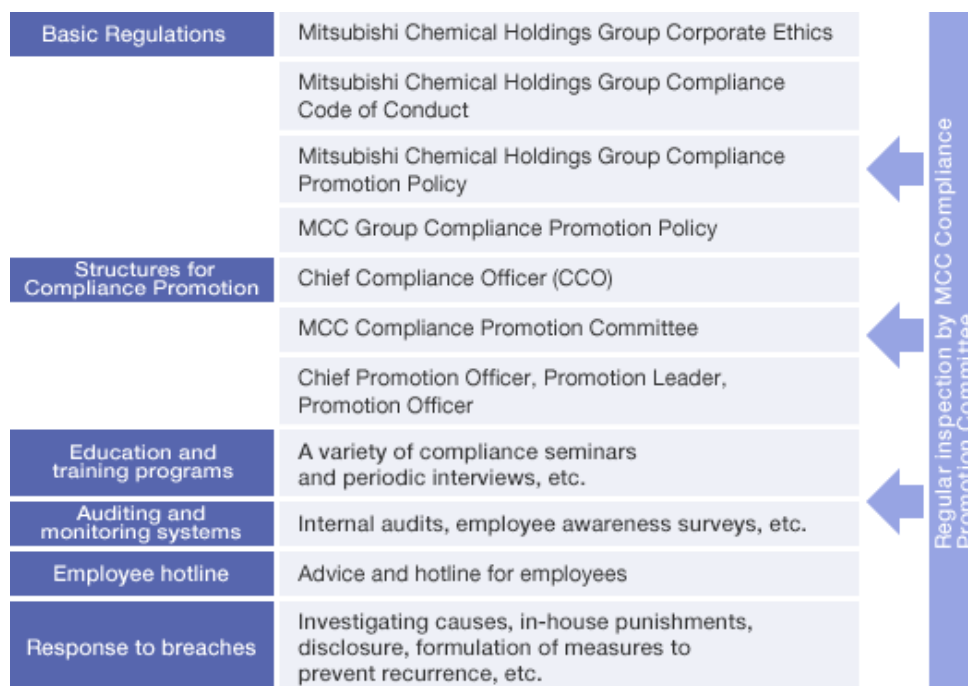 Basic Regulations
Mitsubishi Chemical Holdings Group Corporate Ethics
Mitsubishi Chemical Holdings Group Compliance
Code of Conduct
Mitsubishi Chemical Holdings Group Compliance
Promotion Policy
MCC Group Compliance Promotion Policy
Structures for
Compliance Promotion
Chief Compliance Officer (CCO)
MCC Compliance Promotion Committee
Chief Promotion Officer, Promotion Leader,
Promotion Officer
Education and
training programs
A variety of compliance seminars
and periodic interviews, etc.
Auditing and
monitoring systems
Internal audits, employee awareness surveys, etc.
Employee hotline
Advice and hotline for employees
Response to breaches
Investigating causes, in-house punishments,
disclosure, formulation of measures to
prevent recurrence, etc.
Regular inspection by MCC Compliance
Promotion Committee